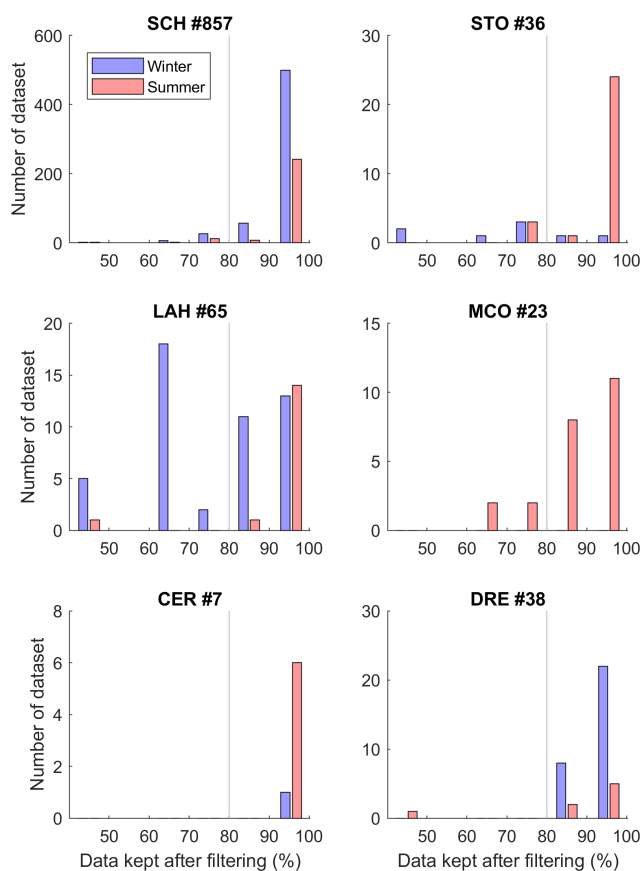 SCH #857
600
400
200
0
Number of dataset
Winter
Summer
50 60 70 80 90 100
STO #36
30
20
10
0
50 60 70 80 90 100
LAH #65
20
15
10
5
0
Number of dataset
50 60 70 80 90 100
MCO #23
15
10
5
0
50 60 70 80 90 100
CER #7
8
6
4
2
0
Number of dataset
50 60 70 80 90 100
Data kept after filtering (%)
DRE #38
30
20
10
0
50 60 70 80 90 100
Data kept after filtering (%)